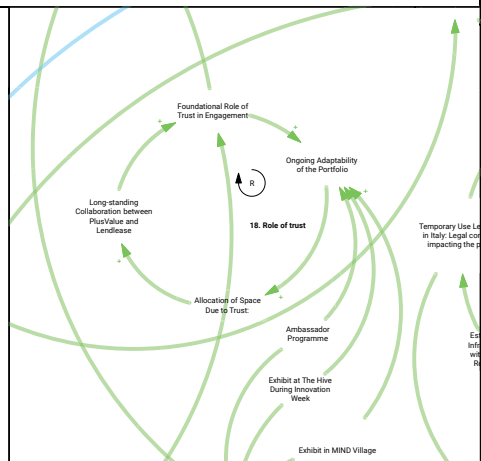 Foundational Role of
Trust in Engagement
+
+
Ongoing Adaptability
of the Portfolio
R
+
Long-standing
Collaboration between
PlusValue and
Lendlease
18. Role of trust
Temporary Use Le
in Italy: Legal con
impacting the p
+
+
Allocation of Space
Due to Trust:
Ambassador
Programme
Est
Infr
wit
Re
Exhibit at The Hive
During Innovation
Week
Exhibit in MIND Village